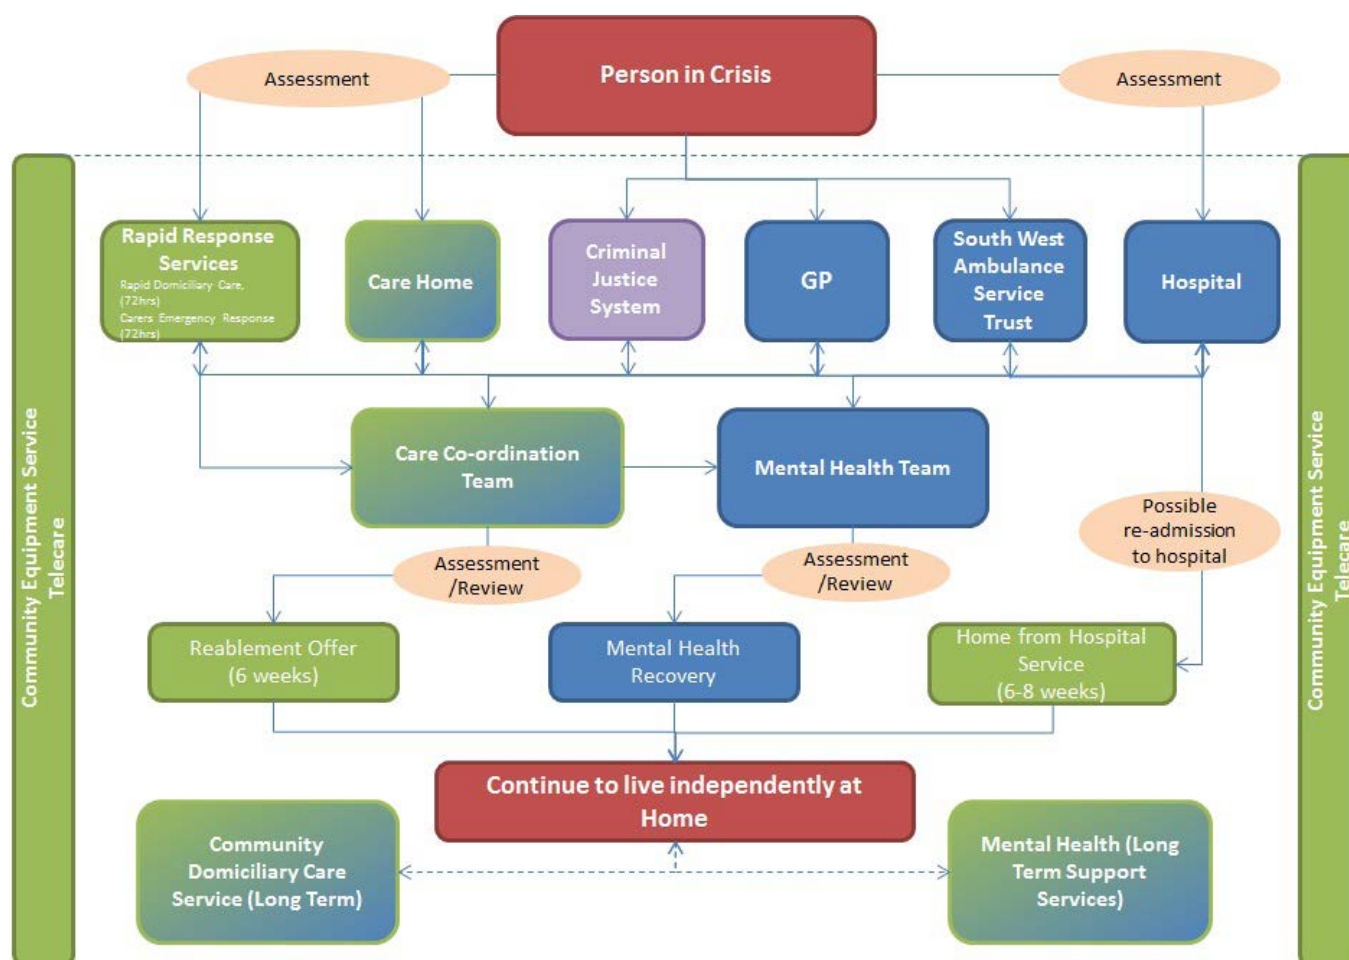 Person in Crisis
Assessment
Assessment
Community Equipment Service
Telecare
Rapid Response
Services
Rapid Domiciliary Care,
(72hrs)
Carers Emergency Response
(72hrs)
Care Home
Criminal
Justice
System
GP
South West
Ambulance
Service
Trust
Hospital
Community Equipment Service
Telecare
Care Co-ordination
Team
Mental Health Team
Possible
re-admission
to hospital
Assessment
/Review
Assessment
/Review
Reablement Offer
(6 weeks)
Mental Health
Recovery
Home from Hospital
Service
(6-8 weeks)
Continue to live independently at
Home
Community
Domiciliary Care
Service (Long Term)
Mental Health (Long
Term Support
Services)